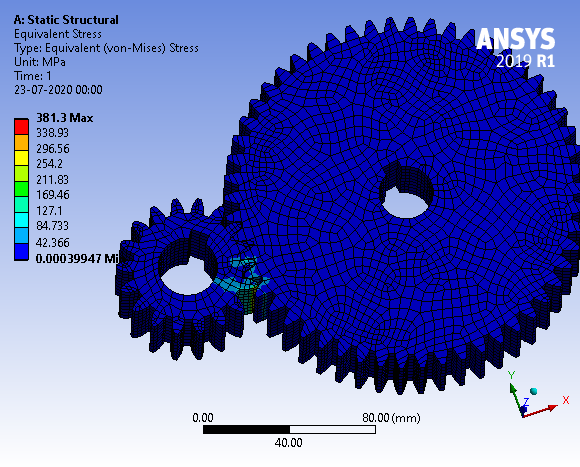 A: Static Structural
Equivalent Stress
Type: Equivalent (von-Mises) Stress
Unit: MPa
Time: 1
23-07-2020 00:00
ANSYS
2019 R1
381.3 Max
338.93
296.56
254.2
211.83
169.46
127.1
84.733
42.366
0.00039947 Mi
0.00
80.00 (mm)
40.00
Y
Z
X